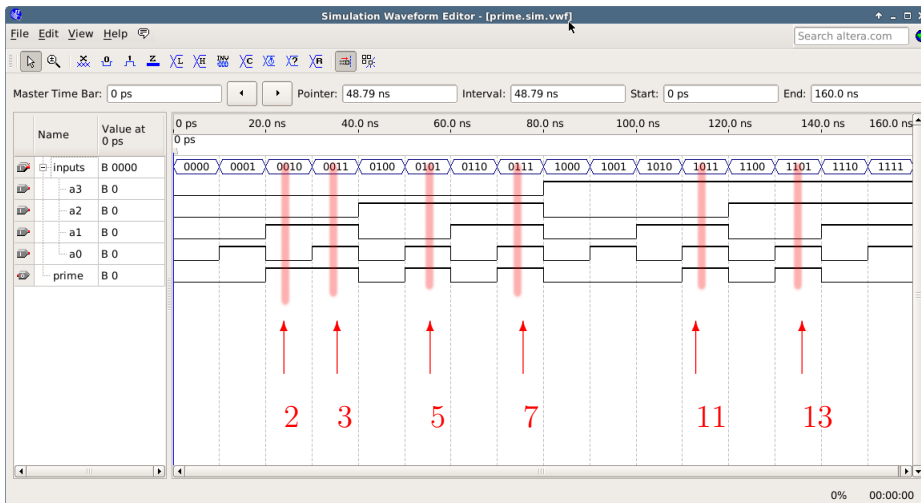 Simulation Waveform Editor - [prime.sim.vwf]
File Edit View Help
Search altera.com
Master Time Bar: 0 ps Pointer: 48.79 ns Interval: 48.79 ns Start: 0 ps End: 160.0 ns
Name Value at 0 ps
0 ps 20.0 ns 40.0 ns 60.0 ns 80.0 ns 100.0 ns 120.0 ns 140.0 ns 160.0 ns
0 ps
inputs B 0000 0000 0001 0010 0011 0100 0101 0110 0111 1000 1001 1010 1011 1100 1101 1110 1111
a3 B 0
a2 B 0
a1 B 0
a0 B 0
prime B 0
2 3 5 7 11 13
0% 00:00:00